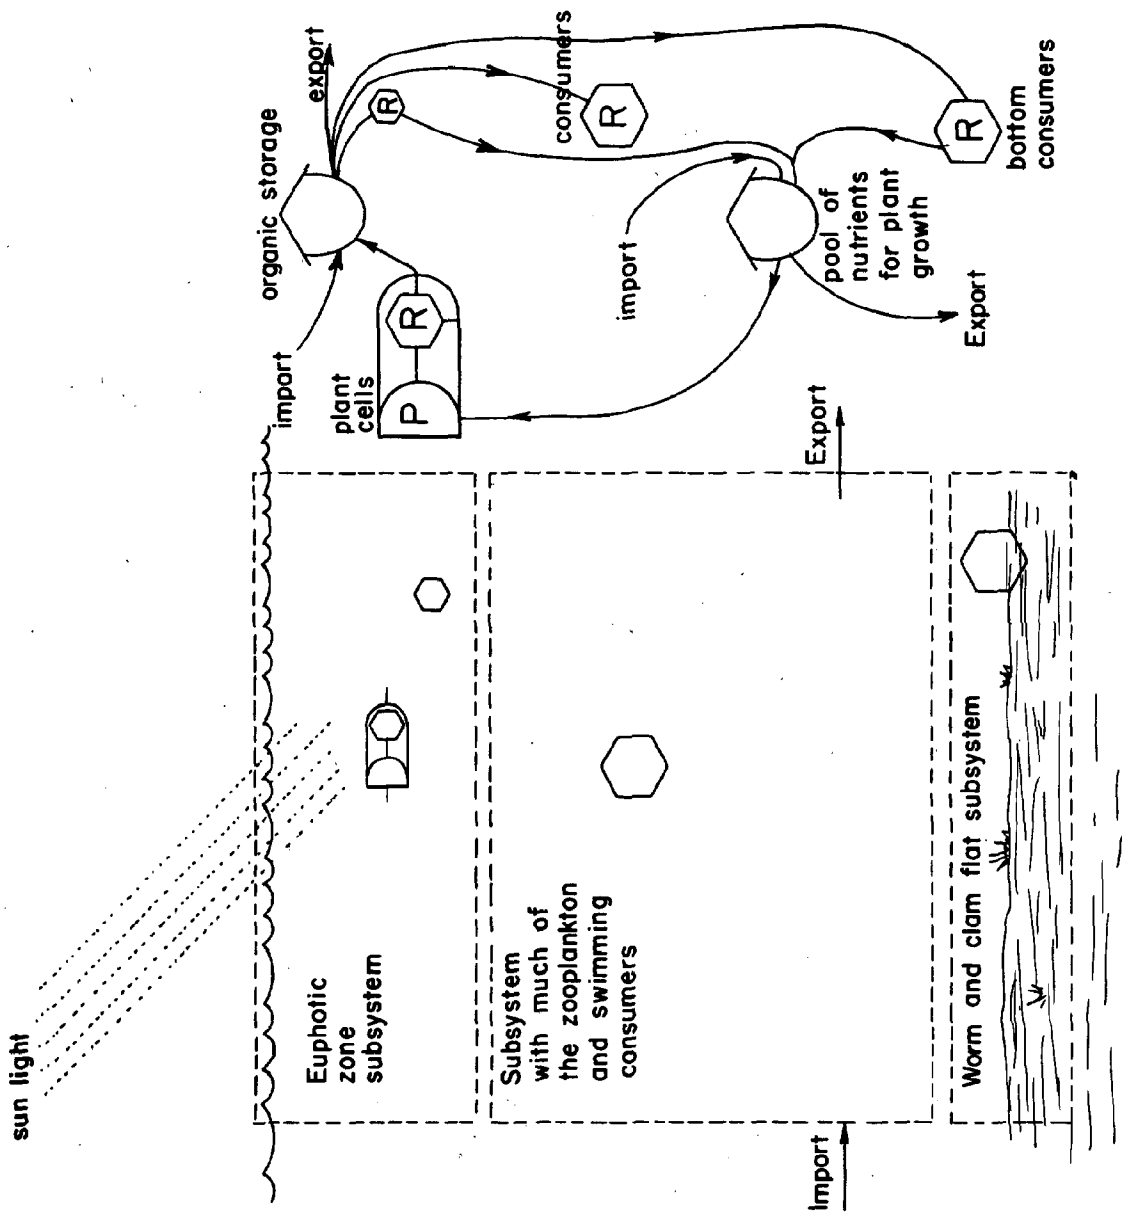 sun light
Euphotic
zone
subsystem
Subsystem
with much of
the zooplankton
and swimming
consumers
Worm and clam flat subsystem
Import
Export
import
organic storage
export
plant
cells
P
R
R
consumers
R
import
pool of
nutrients
for plant
growth
Export
R
bottom
consumers